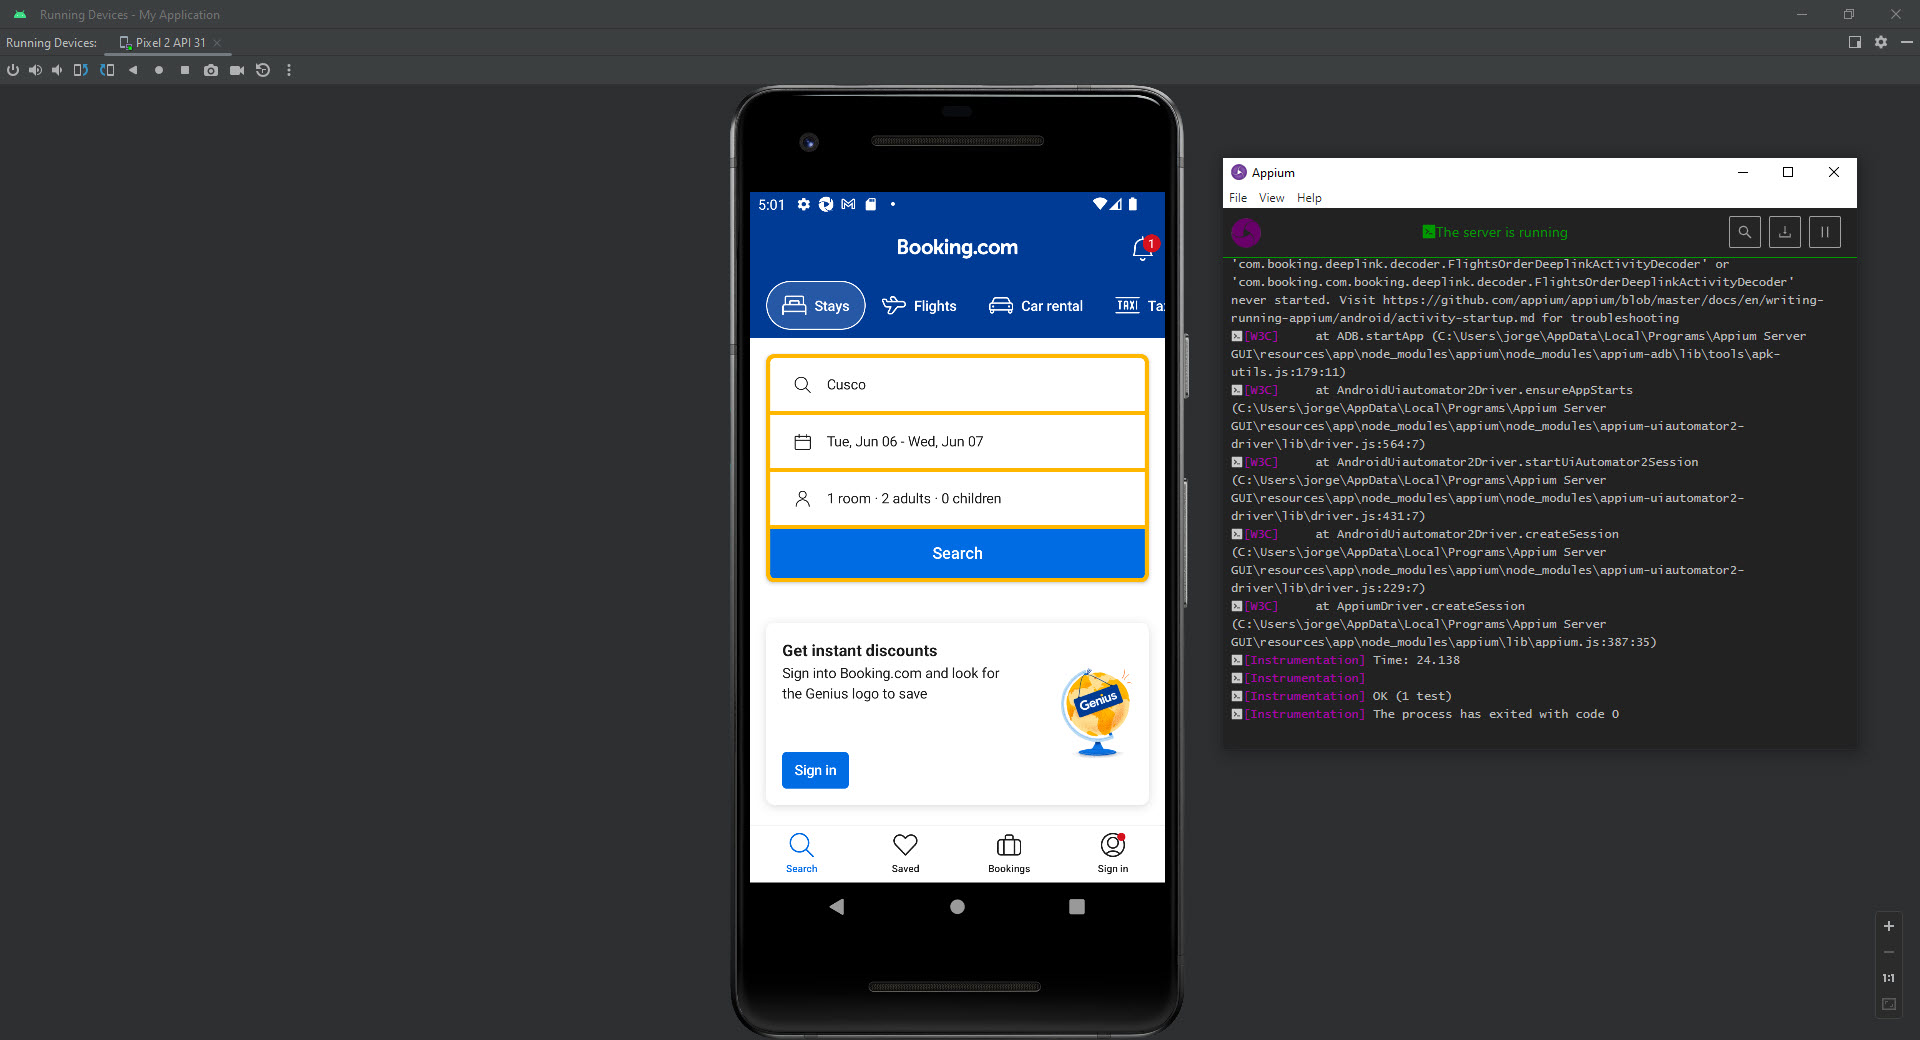 Running Devices - My Application
Running Devices:
Pixel 2 API 31
5:01
Booking.com
1
Stays
Flights
Car rental
TAXI
Ta
Cusco
Tue, Jun 06 - Wed, Jun 07
1 room · 2 adults · 0 children
Search
Get instant discounts
Sign into Booking.com and look for
the Genius logo to save
Genius
Sign in
Search
Saved
Bookings
Sign in
Appium
File View Help
The server is running
'com.booking.deeplink.decoder.FlightsOrderDeeplinkActivityDecoder' or
'com.booking.com.booking.deeplink.decoder.FlightsOrderDeeplinkActivityDecoder'
never started. Visit https://github.com/appium/appium/blob/master/docs/en/writing-
running-appium/android/activity-startup.md for troubleshooting
[W3C] at ADB.startApp (C:\Users\jorge\AppData\Local\Programs\Appium Server
GUI\resources\app\node_modules\appium\node_modules\appium-adb\lib\tools\apk-
utils.js:179:11)
[W3C] at AndroidUiautomator2Driver.ensureAppStarts
(C:\Users\jorge\AppData\Local\Programs\Appium Server
GUI\resources\app\node_modules\appium\node_modules\appium-uiautomator2-
driver\lib\driver.js:564:7)
[W3C] at AndroidUiautomator2Driver.startUiAutomator2Session
(C:\Users\jorge\AppData\Local\Programs\Appium Server
GUI\resources\app\node_modules\appium\node_modules\appium-uiautomator2-
driver\lib\driver.js:431:7)
[W3C] at AndroidUiautomator2Driver.createSession
(C:\Users\jorge\AppData\Local\Programs\Appium Server
GUI\resources\app\node_modules\appium\node_modules\appium-uiautomator2-
driver\lib\driver.js:229:7)
[W3C] at AppiumDriver.createSession
(C:\Users\jorge\AppData\Local\Programs\Appium Server
GUI\resources\app\node_modules\appium\lib\appium.js:387:35)
[Instrumentation] Time: 24.138
[Instrumentation]
[Instrumentation] OK (1 test)
[Instrumentation] The process has exited with code 0
1:1